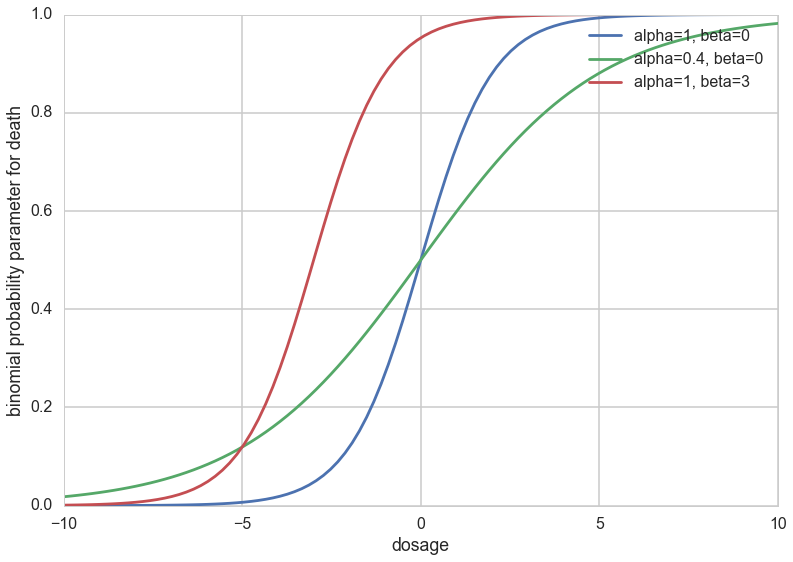 1.0
0.8
0.6
0.4
0.2
0.0
binomial probability parameter for death
alpha=1, beta=0
alpha=0.4, beta=0
alpha=1, beta=3
−10
−5
0
5
10
dosage